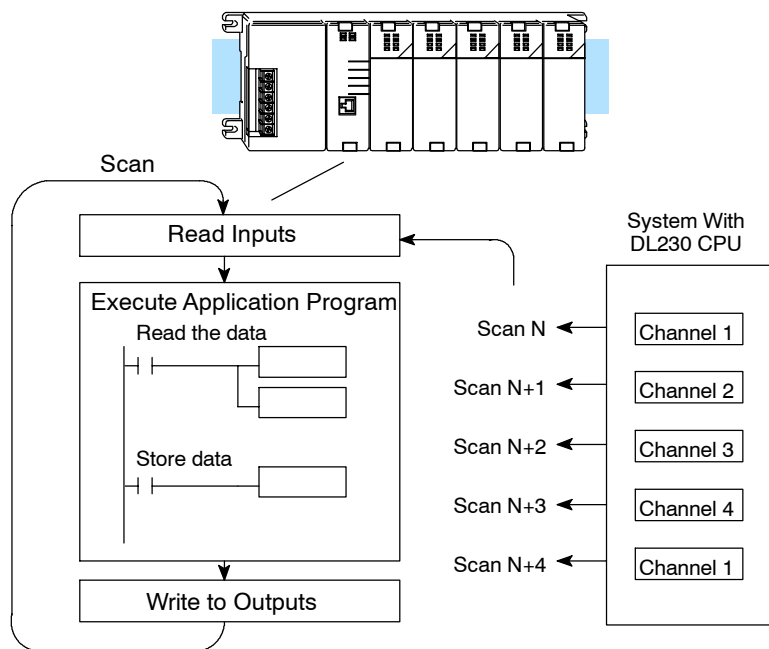 Scan
Read Inputs
Execute Application Program
Read the data
Store data
Write to Outputs
System With
DL230 CPU
Scan N
Channel 1
Scan N+1
Channel 2
Scan N+2
Channel 3
Scan N+3
Channel 4
Scan N+4
Channel 1